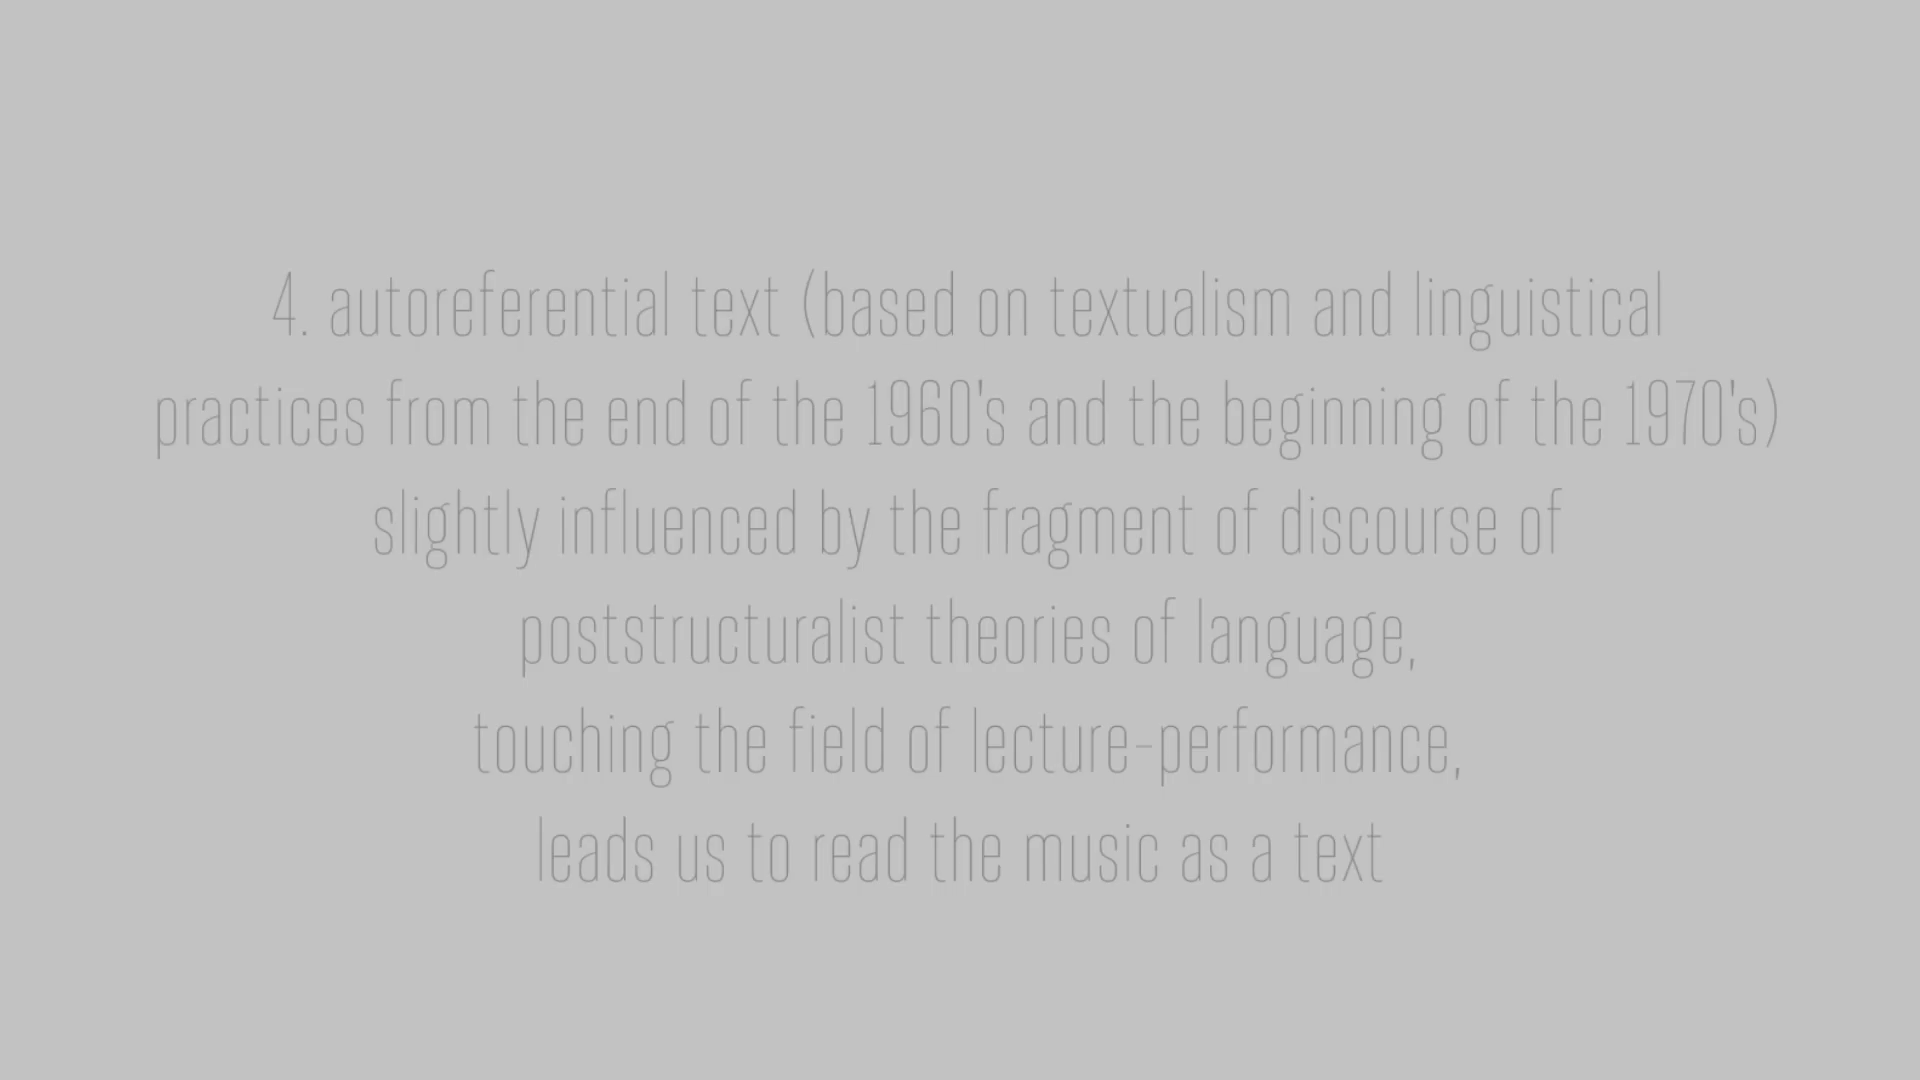 4. autoreferential text (based on textualism and linguistical
practices from the end of the 1960's and the beginning of the 1970's)
slightly influenced by the fragment of discourse of
poststructuralist theories of language,
touching the field of lecture-performance,
leads us to read the music as a text